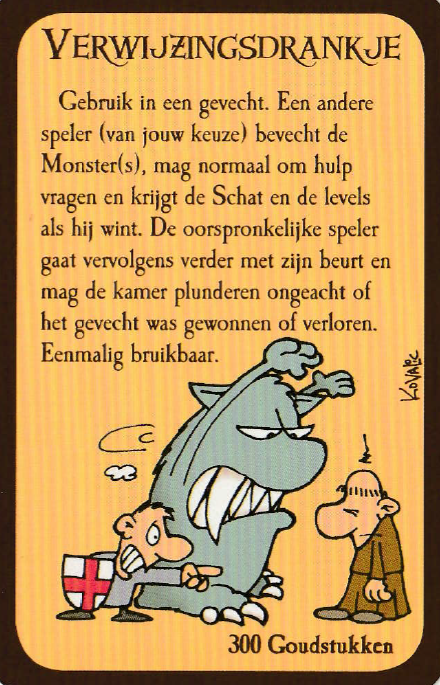 VERWIJZINGSDRANKJE
Gebruik in een gevecht. Een andere
speler (van jouw keuze) bevecht de
Monster(s), mag normaal om hulp
vragen en krijgt de Schat en de levels
als hij wint. De oorspronkelijke speler
gaat vervolgens verder met zijn beurt en
mag de kamer plunderen ongeacht of
het gevecht was gewonnen of verloren.
Eenmalig bruikbaar.
KOVALIC
300 Goudstukken